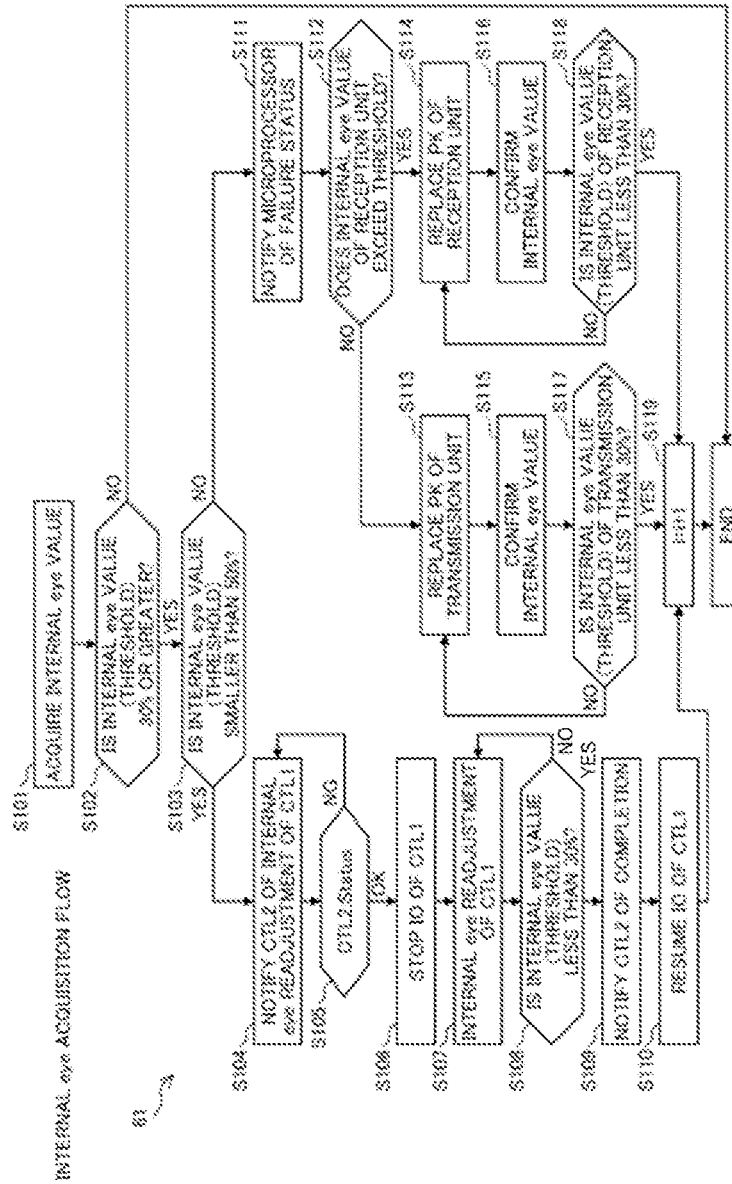 INTERNAL eye ACQUISITION FLOW
61
S101
ACQUIRE INTERNAL eye VALUE
S102
IS INTERNAL eye VALUE
(THRESHOLD)
30% OR GREATER?
NO
YES
S103
IS INTERNAL eye VALUE
(THRESHOLD)
SMALLER THAN 50%?
YES
NO
S104
NOTIFY CTL2 OF INTERNAL
eye READJUSTMENT OF CTL1
S105
CTL2 Status
NG
OK
S106
STOP IO OF CTL1
S107
INTERNAL eye READJUSTMENT
OF CTL1
S108
IS INTERNAL eye VALUE
(THRESHOLD)
LESS THAN 30%?
NO
YES
S109
NOTIFY CTL2 OF COMPLETION
S110
RESUME IO OF CTL1
S111
NOTIFY MICROPROCESSOR
OF FAILURE STATUS
S112
DOES INTERNAL eye VALUE
OF RECEPTION UNIT
EXCEED THRESHOLD?
NO
YES
S113
REPLACE PK OF
TRANSMISSION UNIT
S115
CONFIRM
INTERNAL eye VALUE
S117
IS INTERNAL eye VALUE
(THRESHOLD) OF TRANSMISSION
UNIT LESS THAN 30%?
NO
YES
S114
REPLACE PK OF
RECEPTION UNIT
S116
CONFIRM
INTERNAL eye VALUE
S118
IS INTERNAL eye VALUE
(THRESHOLD) OF RECEPTION
UNIT LESS THAN 30%?
NO
YES
S119
END